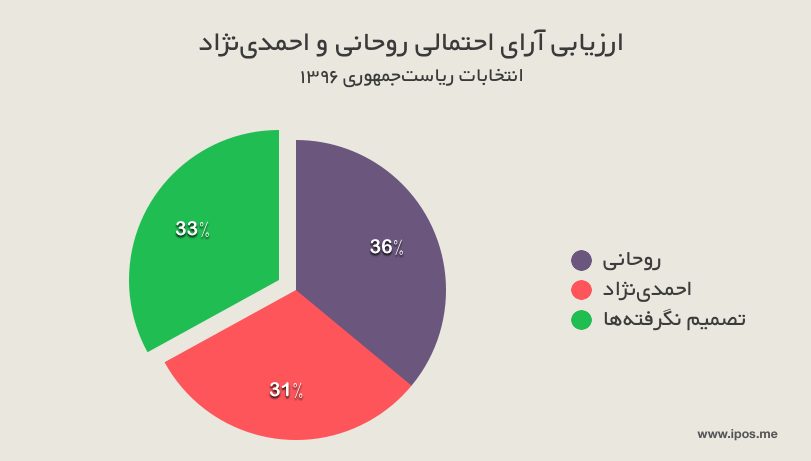 ارزیابی آرای احتمالی روحانی و احمدی‌نژاد
انتخابات ریاست‌جمهوری ۱۳۹۶
33%
36%
31%
روحانی
احمدی‌نژاد
تصمیم نگرفته‌ها
www.ipos.me